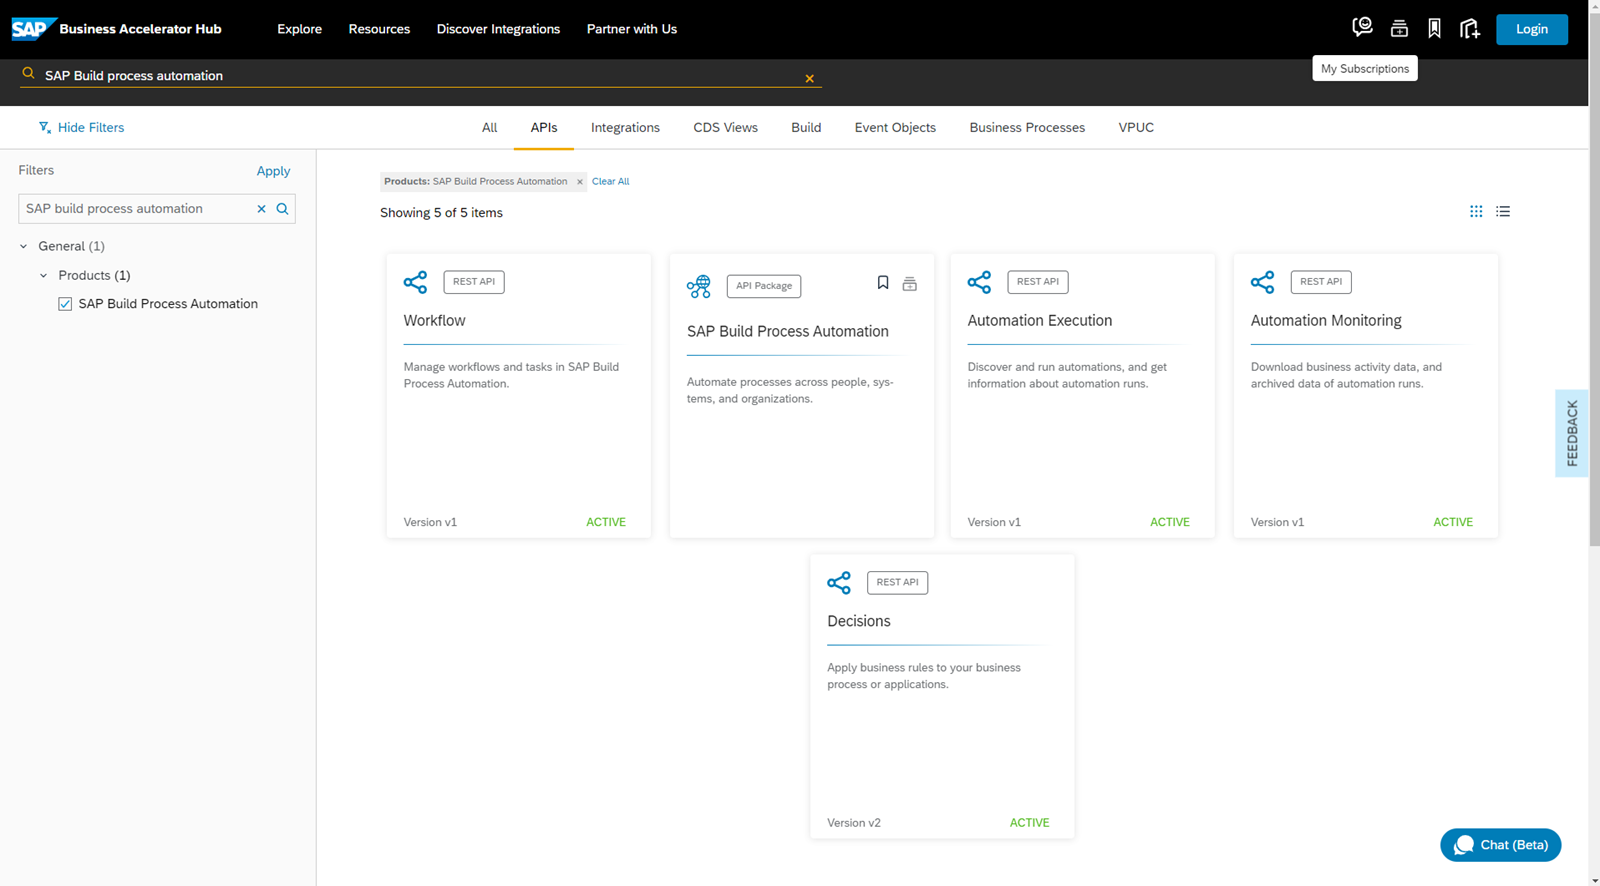 SAP Business Accelerator Hub
Explore
Resources
Discover Integrations
Partner with Us
Login
SAP Build process automation
My Subscriptions
Hide Filters
All
APIs
Integrations
CDS Views
Build
Event Objects
Business Processes
VPUC
Filters
Apply
SAP build process automation
General (1)
Products (1)
SAP Build Process Automation
Products: SAP Build Process Automation × Clear All
Showing 5 of 5 items
REST API
Workflow
Manage workflows and tasks in SAP Build
Process Automation.
Version v1
ACTIVE
API Package
SAP Build Process Automation
Automate processes across people, sys-
tems, and organizations.
REST API
Automation Execution
Discover and run automations, and get
information about automation runs.
Version v1
ACTIVE
REST API
Automation Monitoring
Download business activity data, and
archived data of automation runs.
Version v1
ACTIVE
REST API
Decisions
Apply business rules to your business
process or applications.
Version v2
ACTIVE
FEEDBACK
Chat (Beta)